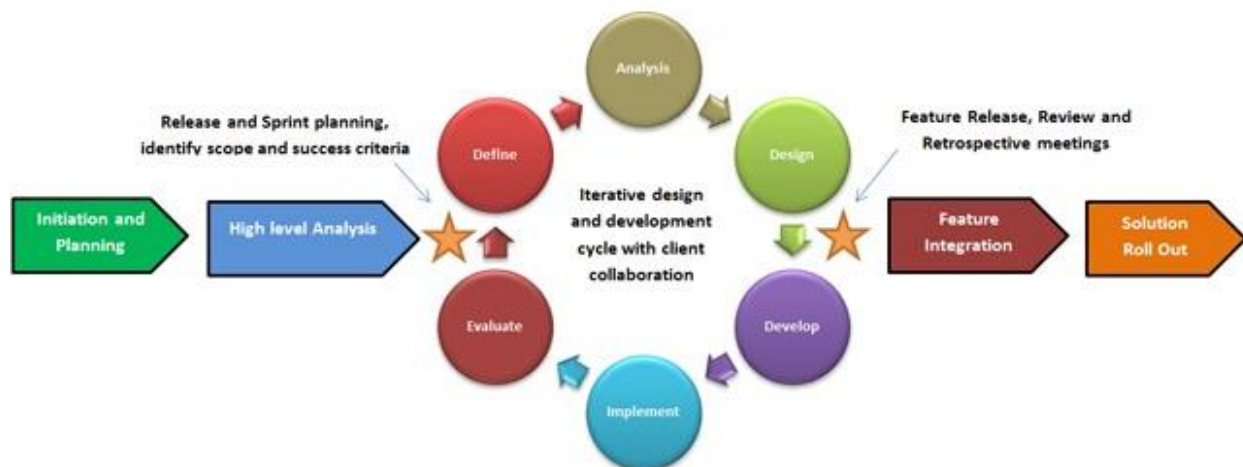 Analysis
Release and Sprint planning,
identify scope and success criteria
Define
Design
Feature Release, Review and
Retrospective meetings
Iterative design
and development
cycle with client
collaboration
Initiation and
Planning
High level Analysis
Feature
Integration
Solution
Roll Out
Evaluate
Develop
Implement